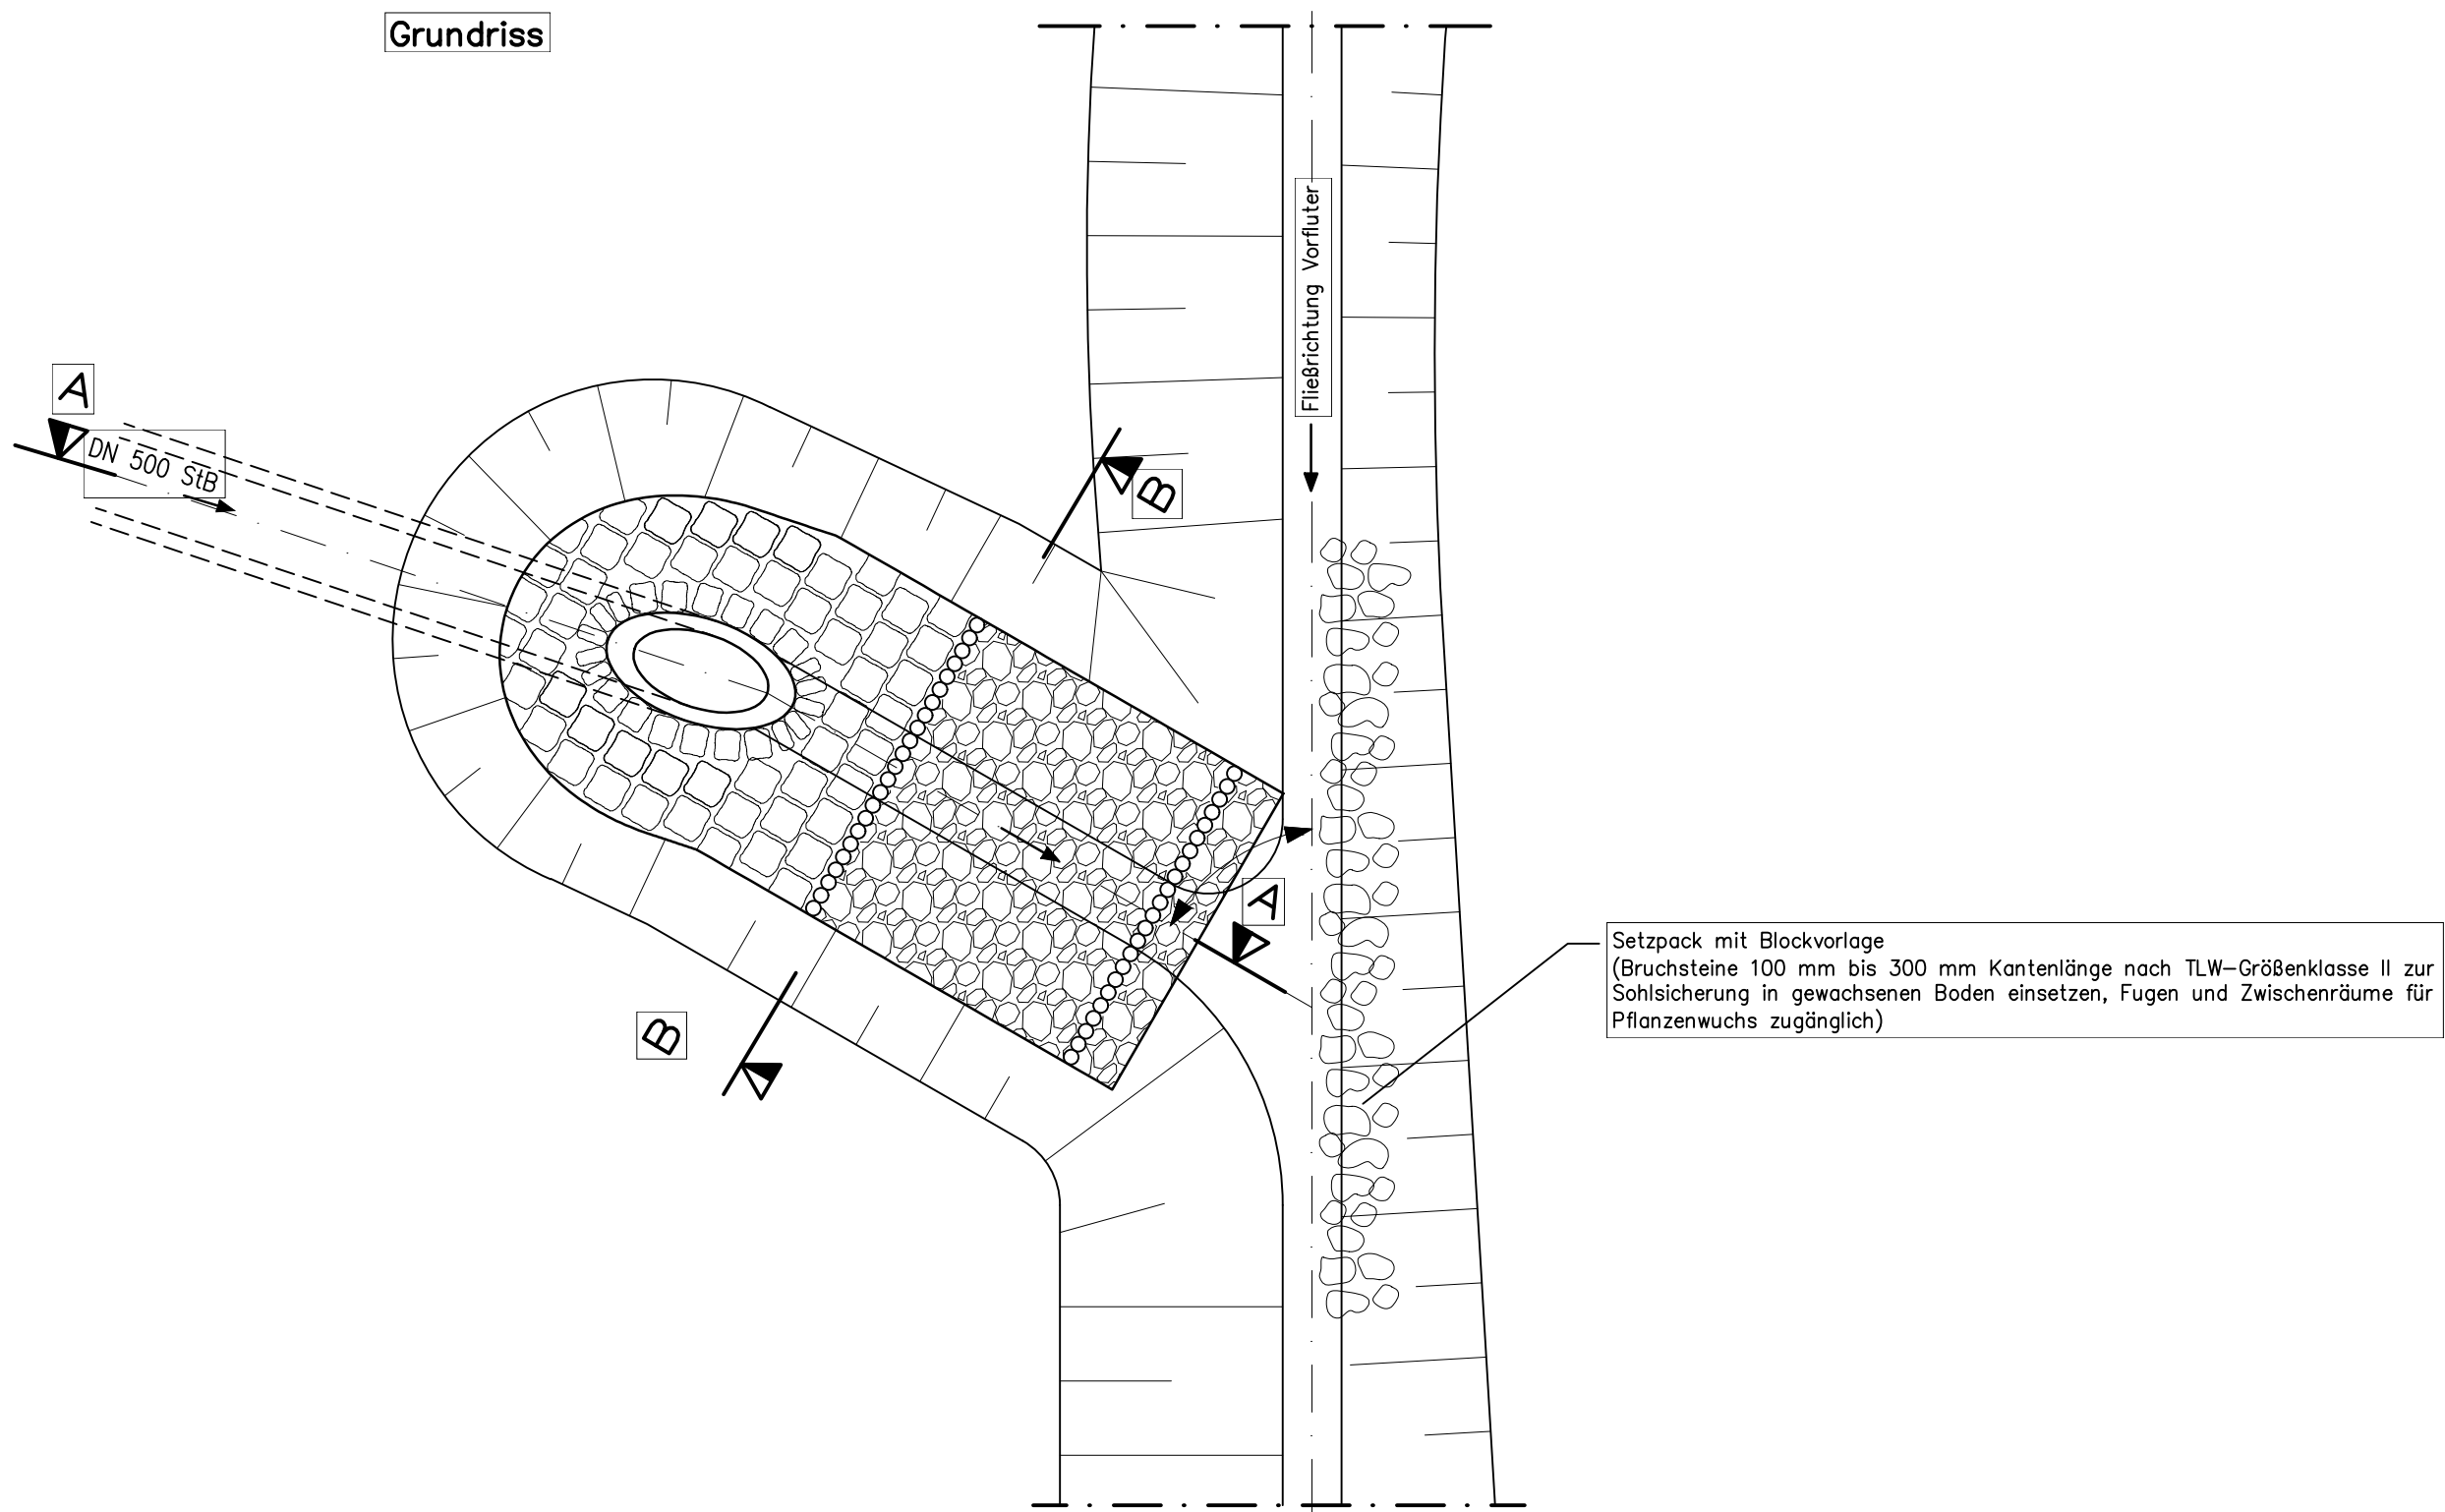 Grundriss
Fließrichtung Vorfluter
A
DN 500 StB
B
A
B
Setzpack mit Blockvorlage
(Bruchsteine 100 mm bis 300 mm Kantenlänge nach TLW-Größenklasse II zur
Sohlsicherung in gewachsenen Boden einsetzen, Fugen und Zwischenräume für
Pflanzenwuchs zugänglich)